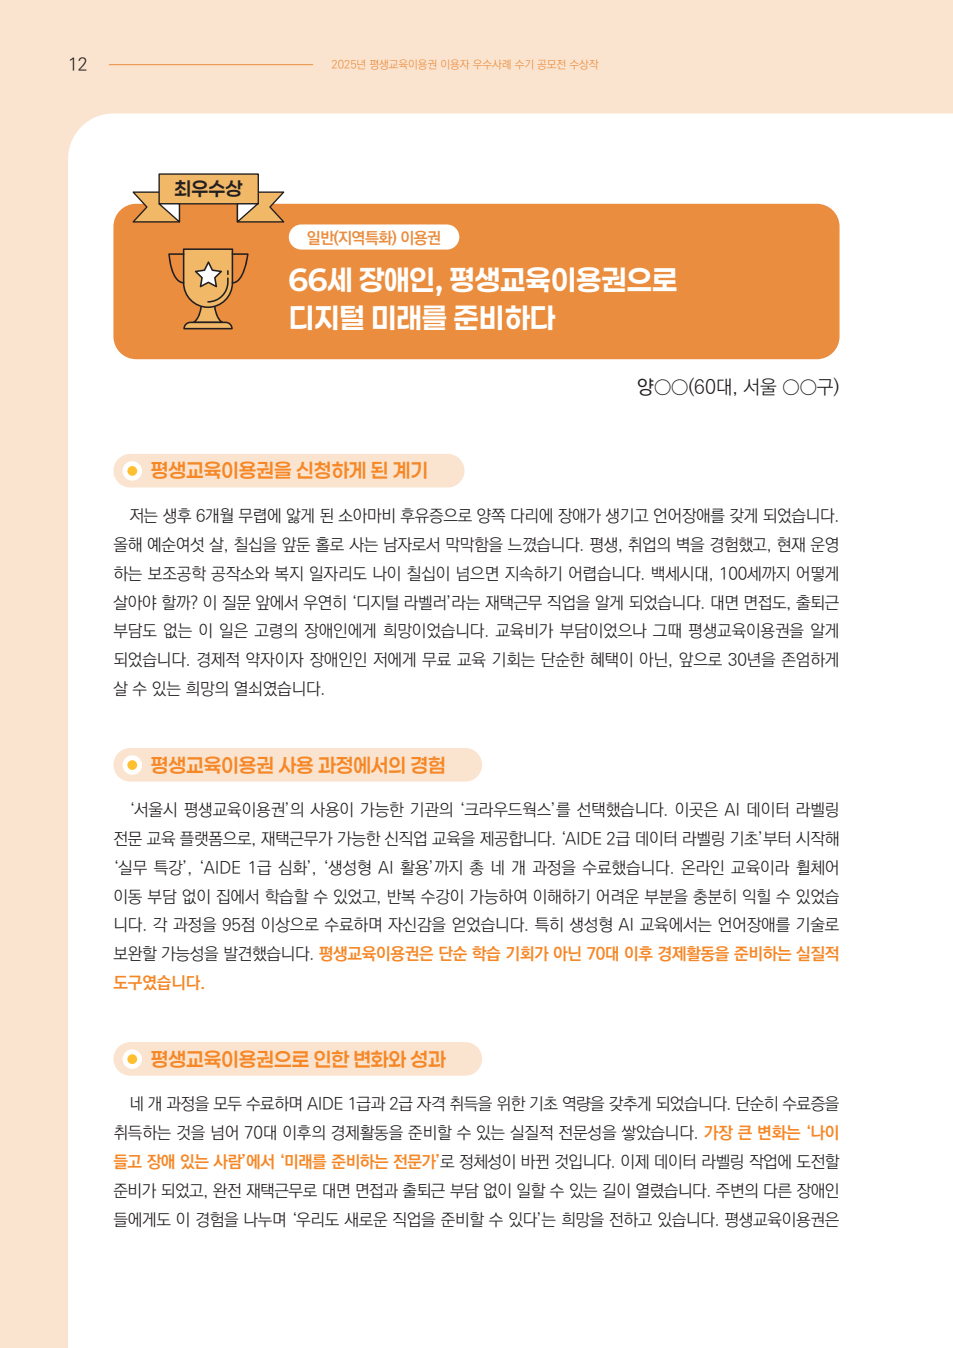 12
2025년 평생교육이용권 이용자 우수사례 수기 공모전 수상작
최우수상
일반(지역특화) 이용권
66세 장애인, 평생교육이용권으로
디지털 미래를 준비하다
양○○(60대, 서울 ○○구)
평생교육이용권을 신청하게 된 계기
저는 생후 6개월 무렵에 앓게 된 소아마비 후유증으로 양쪽 다리에 장애가 생기고 언어장애를 갖게 되었습니다.
올해 예순여섯 살, 칠십을 앞둔 홀로 사는 남자로서 막막함을 느꼈습니다. 평생, 취업의 벽을 경험했고, 현재 운영
하는 보조공학 공작소와 복지 일자리도 나이 칠십이 넘으면 지속하기 어렵습니다. 백세시대, 100세까지 어떻게
살아야 할까? 이 질문 앞에서 우연히 ‘디지털 라벨러’라는 재택근무 직업을 알게 되었습니다. 대면 면접도, 출퇴근
부담도 없는 이 일은 고령의 장애인에게 희망이었습니다. 교육비가 부담이었으나 그때 평생교육이용권을 알게
되었습니다. 경제적 약자이자 장애인인 저에게 무료 교육 기회는 단순한 혜택이 아닌, 앞으로 30년을 존엄하게
살 수 있는 희망의 열쇠였습니다.
평생교육이용권 사용 과정에서의 경험
‘서울시 평생교육이용권’의 사용이 가능한 기관의 ‘크라우드웍스’를 선택했습니다. 이곳은 AI 데이터 라벨링
전문 교육 플랫폼으로, 재택근무가 가능한 신직업 교육을 제공합니다. ‘AIDE 2급 데이터 라벨링 기초’부터 시작해
‘실무 특강’, ‘AIDE 1급 심화’, ‘생성형 AI 활용’까지 총 네 개 과정을 수료했습니다. 온라인 교육이라 휠체어
이동 부담 없이 집에서 학습할 수 있었고, 반복 수강이 가능하여 이해하기 어려운 부분을 충분히 익힐 수 있었습
니다. 각 과정을 95점 이상으로 수료하며 자신감을 얻었습니다. 특히 생성형 AI 교육에서는 언어장애를 기술로
보완할 가능성을 발견했습니다. 평생교육이용권은 단순 학습 기회가 아닌 70대 이후 경제활동을 준비하는 실질적
도구였습니다.
평생교육이용권으로 인한 변화와 성과
네 개 과정을 모두 수료하며 AIDE 1급과 2급 자격 취득을 위한 기초 역량을 갖추게 되었습니다. 단순히 수료증을
취득하는 것을 넘어 70대 이후의 경제활동을 준비할 수 있는 실질적 전문성을 쌓았습니다. 가장 큰 변화는 ‘나이
들고 장애 있는 사람’에서 ‘미래를 준비하는 전문가’로 정체성이 바뀐 것입니다. 이제 데이터 라벨링 작업에 도전할
준비가 되었고, 완전 재택근무로 대면 면접과 출퇴근 부담 없이 일할 수 있는 길이 열렸습니다. 주변의 다른 장애인
들에게도 이 경험을 나누며 ‘우리도 새로운 직업을 준비할 수 있다’는 희망을 전하고 있습니다. 평생교육이용권은